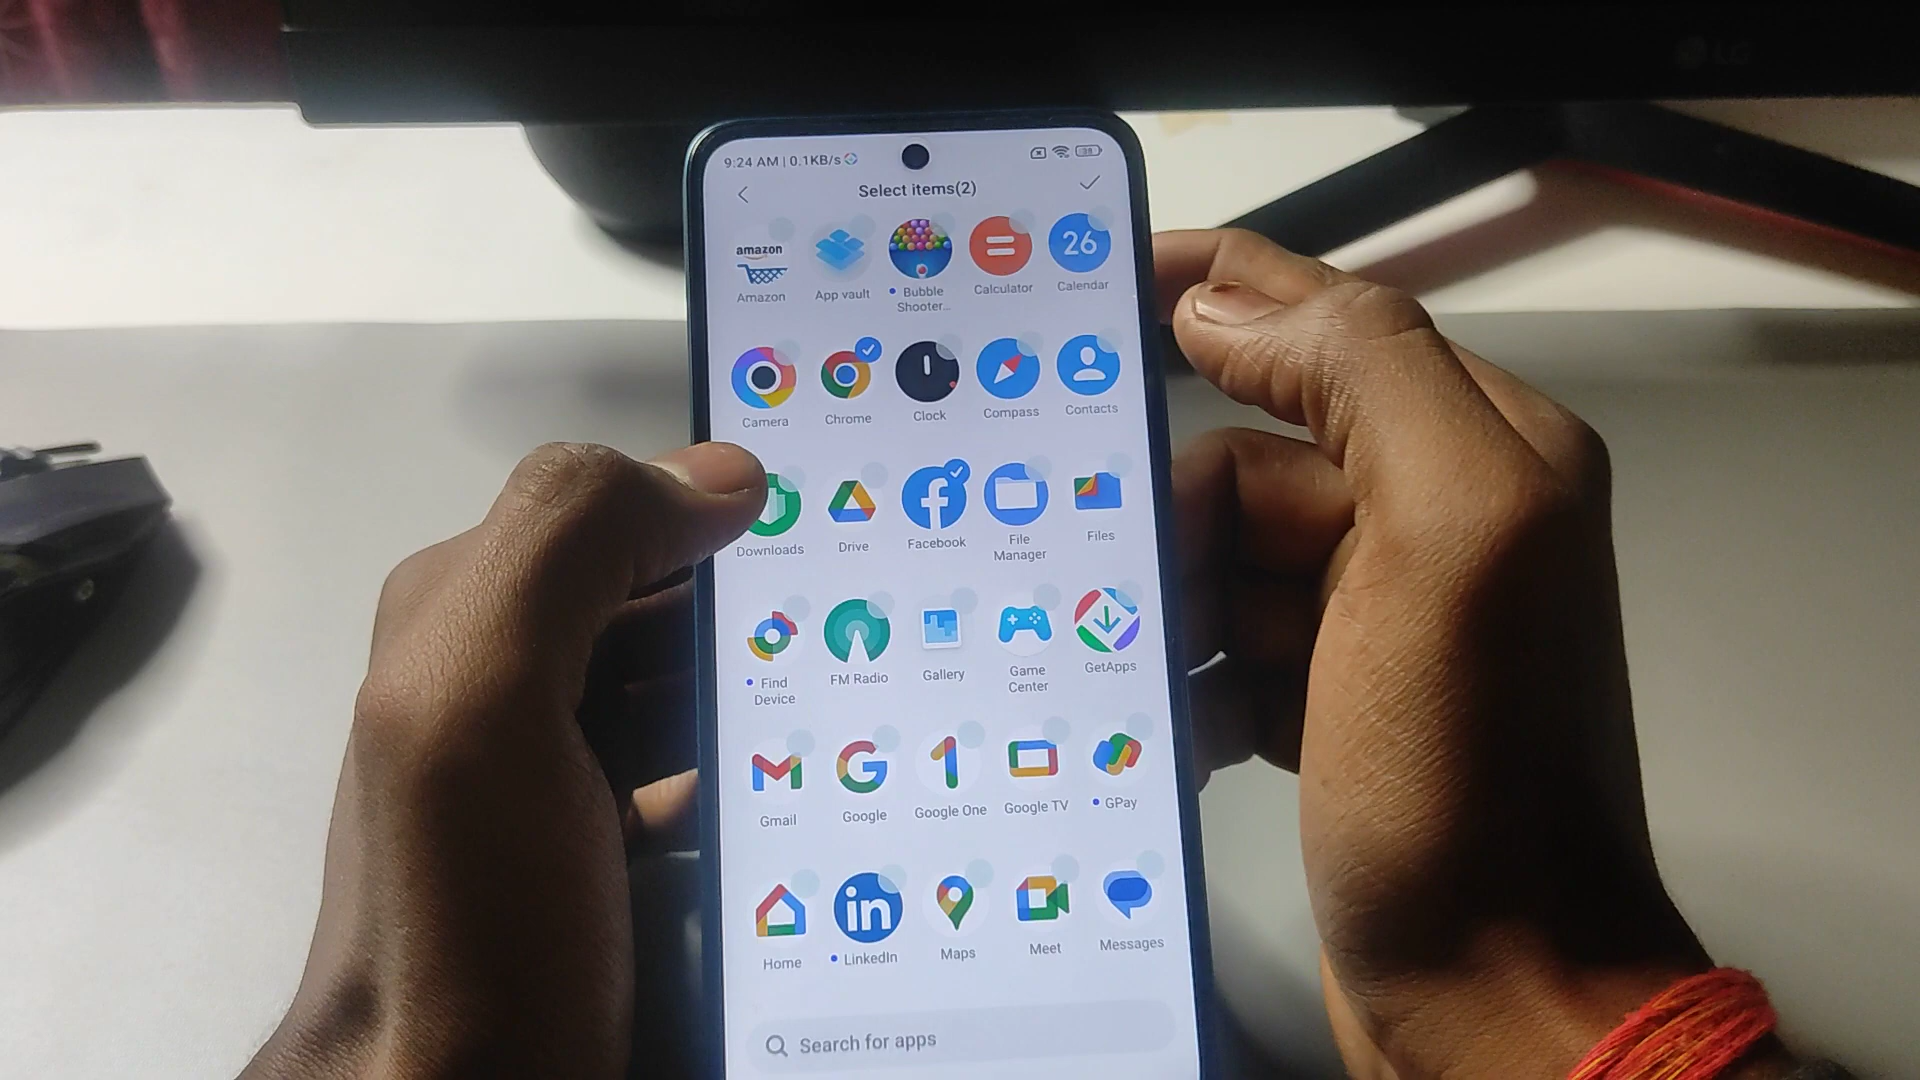 LG
9:24 AM | 0.1KB/s
39
Select items(2)
amazon
26
Amazon
App vault
Bubble
Shooter...
Calculator
Calendar
Camera
Chrome
Clock
Compass
Contacts
Downloads
Drive
Facebook
File
Manager
Files
Find
Device
FM Radio
Gallery
Game
Center
GetApps
Gmail
Google
Google One
Google TV
GPay
in
Home
LinkedIn
Maps
Meet
Messages
Search for apps